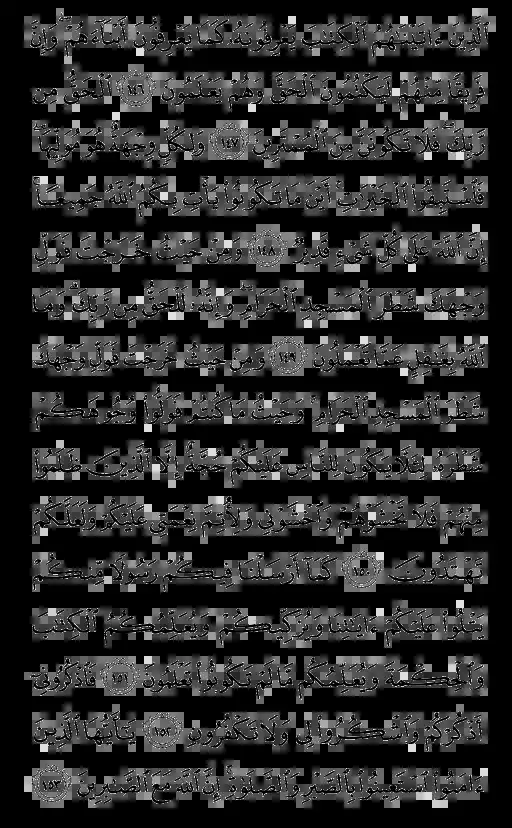 ٱلَّذِينَ ءَاتَيْنَٰهُمُ ٱلْكِتَٰبَ يَعْرِفُونَهُۥ كَمَا يَعْرِفُونَ أَبْنَآءَهُمْ ۖ وَإِنَّ
فَرِيقًا مِّنْهُمْ لَيَكْتُمُونَ ٱلْحَقَّ وَهُمْ يَعْلَمُونَ ١٤٦ ٱلْحَقُّ مِن
رَّبِّكَ ۖ فَلَا تَكُونَنَّ مِنَ ٱلْمُمْتَرِينَ ١٤٧ وَلِكُلٍّ وِجْهَةٌ هُوَ مُوَلِّيهَا ۖ
فَٱسْتَبِقُوا۟ ٱلْخَيْرَٰتِ ۚ أَيْنَ مَا تَكُونُوا۟ يَأْتِ بِكُمُ ٱللَّهُ جَمِيعًا ۚ
إِنَّ ٱللَّهَ عَلَىٰ كُلِّ شَىْءٍ قَدِيرٌ ١٤٨ وَمِنْ حَيْثُ خَرَجْتَ فَوَلِّ
وَجْهَكَ شَطْرَ ٱلْمَسْجِدِ ٱلْحَرَامِ ۖ وَإِنَّهُۥ لَلْحَقُّ مِن رَّبِّكَ ۗ وَمَا
ٱللَّهُ بِغَٰفِلٍ عَمَّا تَعْمَلُونَ ١٤٩ وَمِنْ حَيْثُ خَرَجْتَ فَوَلِّ وَجْهَكَ
شَطْرَ ٱلْمَسْجِدِ ٱلْحَرَامِ ۚ وَحَيْثُ مَا كُنتُمْ فَوَلُّوا۟ وُجُوهَكُمْ
شَطْرَهُۥ لِئَلَّا يَكُونَ لِلنَّاسِ عَلَيْكُمْ حُجَّةٌ إِلَّا ٱلَّذِينَ ظَلَمُوا۟
مِنْهُمْ فَلَا تَخْشَوْهُمْ وَٱخْشَوْنِى وَلِأُتِمَّ نِعْمَتِى عَلَيْكُمْ وَلَعَلَّكُمْ
تَهْتَدُونَ ١٥٠ كَمَآ أَرْسَلْنَا فِيكُمْ رَسُولًا مِّنكُمْ
يَتْلُوا۟ عَلَيْكُمْ ءَايَٰتِنَا وَيُزَكِّيكُمْ وَيُعَلِّمُكُمُ ٱلْكِتَٰبَ
وَٱلْحِكْمَةَ وَيُعَلِّمُكُم مَّا لَمْ تَكُونُوا۟ تَعْلَمُونَ ١٥١ فَٱذْكُرُونِىٓ
أَذْكُرْكُمْ وَٱشْكُرُوا۟ لِى وَلَا تَكْفُرُونِ ١٥٢ يَٰٓأَيُّهَا ٱلَّذِينَ
ءَامَنُوا۟ ٱسْتَعِينُوا۟ بِٱلصَّبْرِ وَٱلصَّلَوٰةِ ۚ إِنَّ ٱللَّهَ مَعَ ٱلصَّٰبِرِينَ ١٥٣